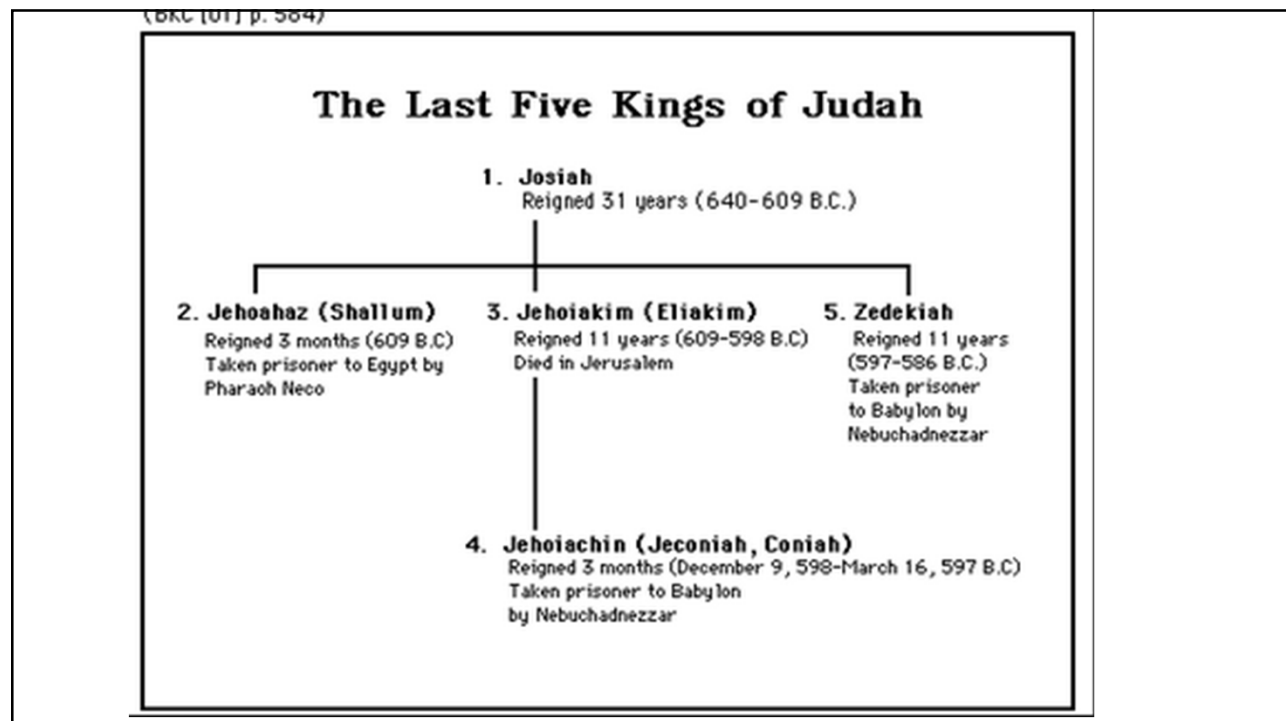 (BKC [OT] p. 584)
The Last Five Kings of Judah
1. Josiah
Reigned 31 years (640-609 B.C.)
2. Jehoahaz (Shallum)
Reigned 3 months (609 B.C)
Taken prisoner to Egypt by
Pharaoh Neco
3. Jehoiakim (Eliakim)
Reigned 11 years (609-598 B.C)
Died in Jerusalem
5. Zedekiah
Reigned 11 years
(597-586 B.C.)
Taken prisoner
to Babylon by
Nebuchadnezzar
4. Jehoiachin (Jeconiah, Coniah)
Reigned 3 months (December 9, 598-March 16, 597 B.C)
Taken prisoner to Babylon
by Nebuchadnezzar